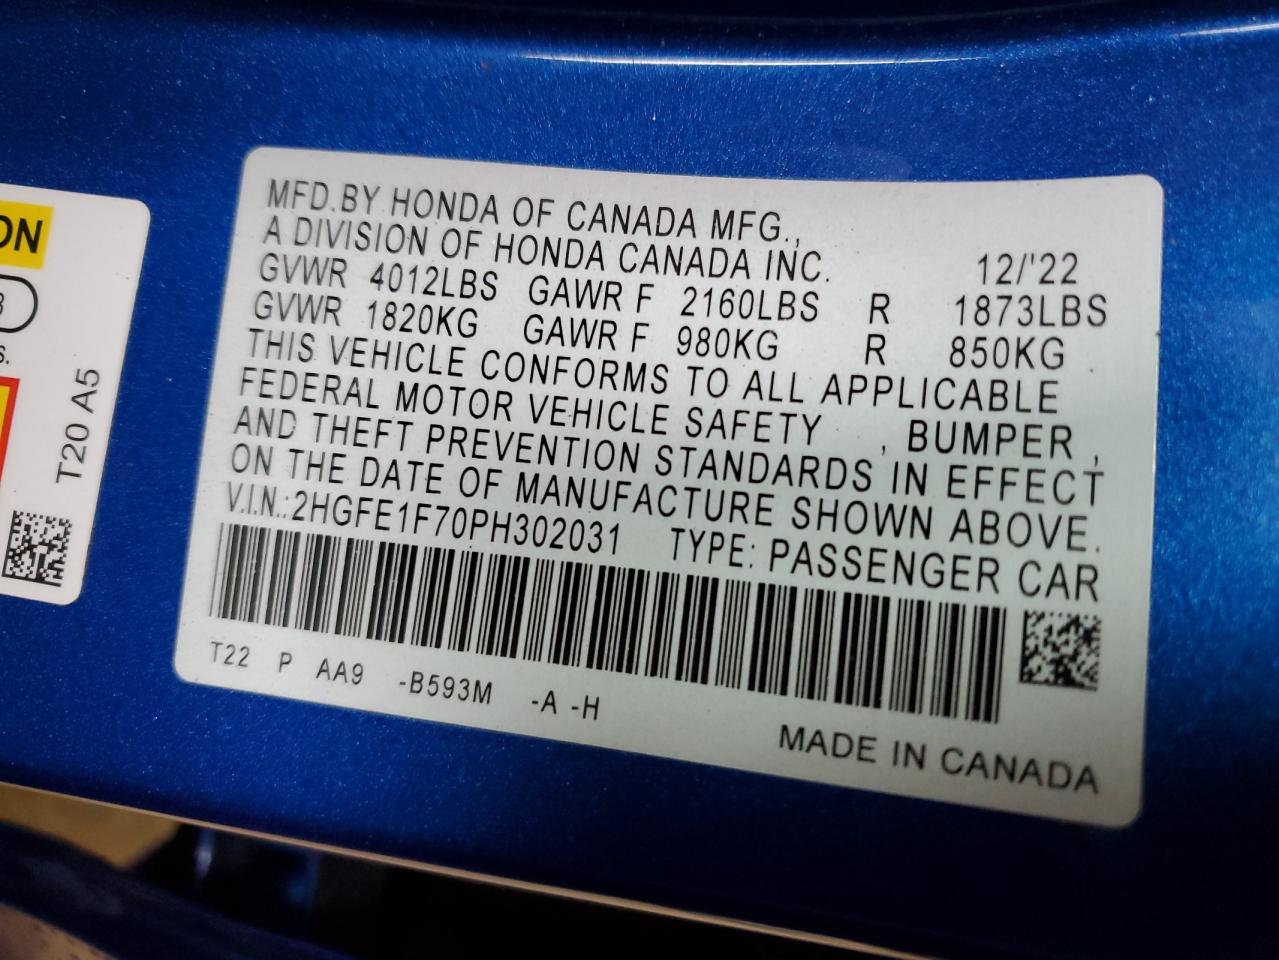 MFD.BY HONDA OF CANADA MFG.,
A DIVISION OF HONDA CANADA INC. 12/'22
GVWR 4012LBS GAWR F 2160LBS R 1873LBS
GVWR 1820KG GAWR F 980KG R 850KG
THIS VEHICLE CONFORMS TO ALL APPLICABLE
FEDERAL MOTOR VEHICLE SAFETY , BUMPER ,
AND THEFT PREVENTION STANDARDS IN EFFECT
ON THE DATE OF MANUFACTURE SHOWN ABOVE.
V.I.N.:2HGFE1F70PH302031 TYPE: PASSENGER CAR
T22 P AA9 -B593M -A -H
MADE IN CANADA
T20 A5